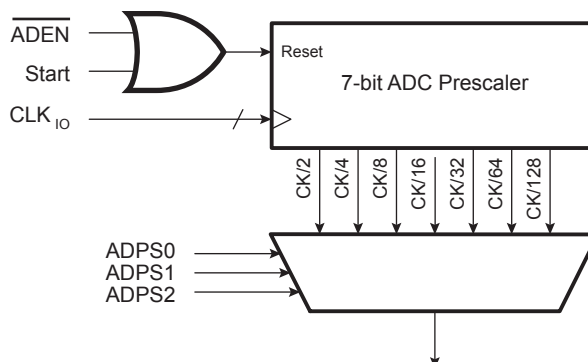 ADEN
Start
CLK IO
Reset
7-bit ADC Prescaler
CK/2
CK/4
CK/8
CK/16
CK/32
CK/64
CK/128
ADPS0
ADPS1
ADPS2